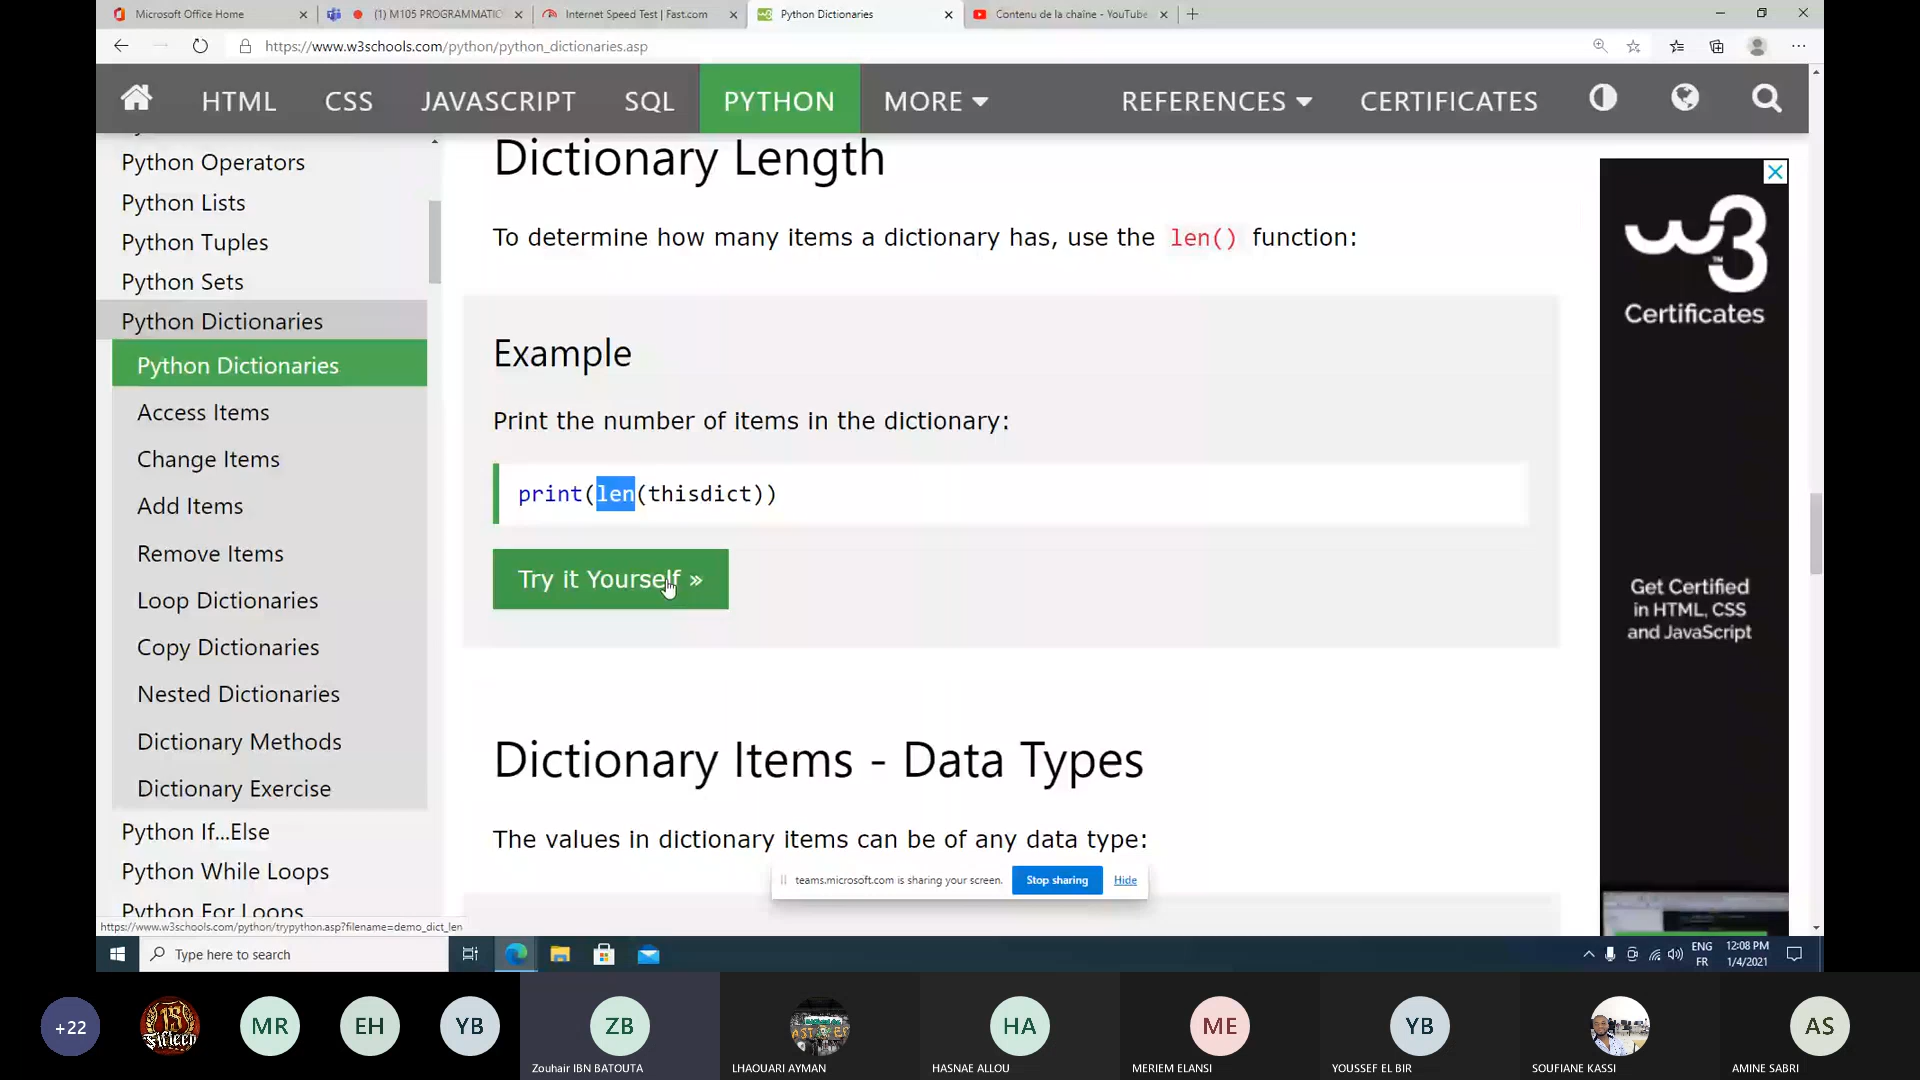 Microsoft Office Home
(1) M105 PROGRAMMATIC
Internet Speed Test | Fast.com
Python Dictionaries
Contenu de la chaîne - YouTube
https://www.w3schools.com/python/python_dictionaries.asp
HTML
CSS
JAVASCRIPT
SQL
PYTHON
MORE
REFERENCES
CERTIFICATES
Python Operators
Python Lists
Python Tuples
Python Sets
Python Dictionaries
Python Dictionaries
Access Items
Change Items
Add Items
Remove Items
Loop Dictionaries
Copy Dictionaries
Nested Dictionaries
Dictionary Methods
Dictionary Exercise
Python If...Else
Python While Loops
Python For Loops
https://www.w3schools.com/python/trypython.asp?filename=demo_dict_len
Dictionary Length
To determine how many items a dictionary has, use the len() function:
Example
Print the number of items in the dictionary:
print(len(thisdict))
Try it Yourself »
Dictionary Items - Data Types
The values in dictionary items can be of any data type:
teams.microsoft.com is sharing your screen.
Stop sharing
Hide
w3
TM
Certificates
Get Certified
in HTML, CSS
and JavaScript
Type here to search
ENG
FR
12:08 PM
1/4/2021
+22
15
Fifteen
MR
EH
YB
ZB
Zouhair IBN BATOUTA
LHAOUARI AYMAN
HA
HASNAE ALLOU
ME
MERIEM ELANSI
YB
YOUSSEF EL BIR
SOUFIANE KASSI
AS
AMINE SABRI